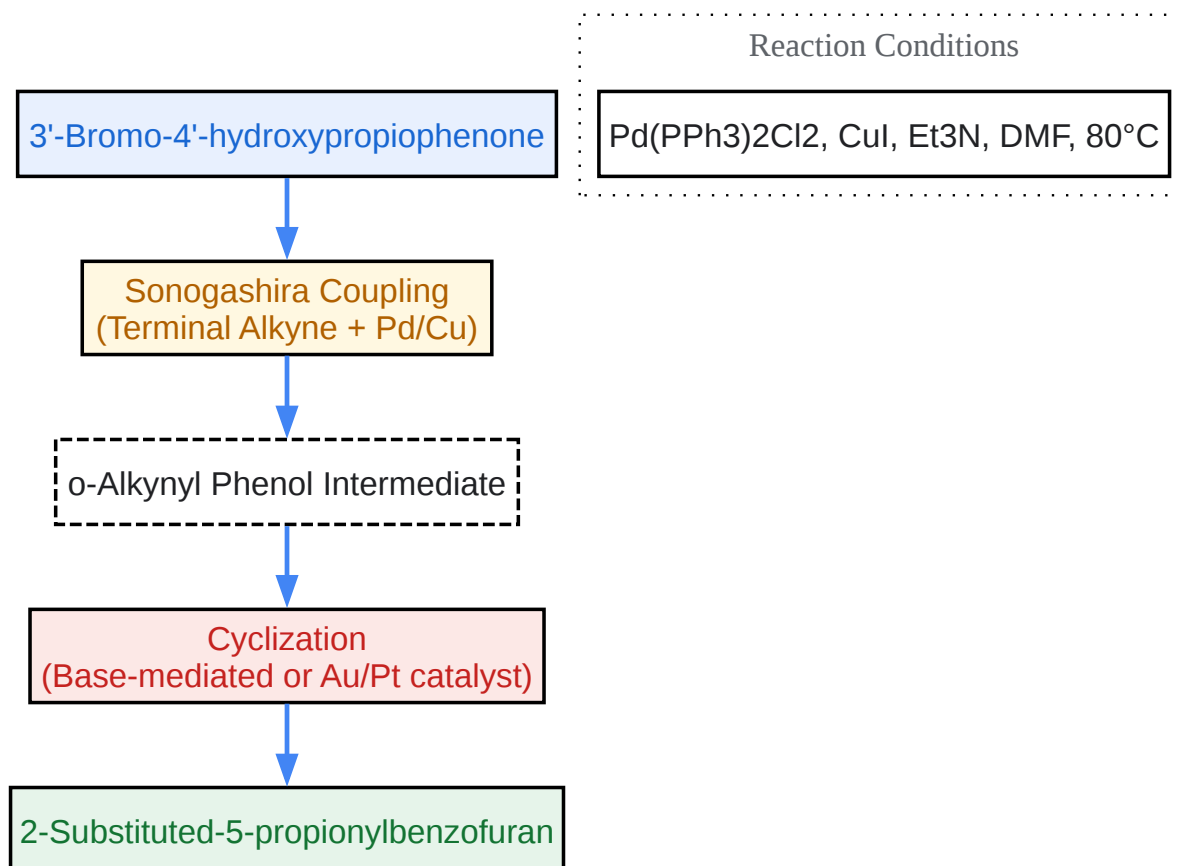 Reaction Conditions
3'-Bromo-4'-hydroxypropiophenone
Pd(PPh3)2Cl2, CuI, Et3N, DMF, 80°C
Sonogashira Coupling
(Terminal Alkyne + Pd/Cu)
o-Alkynyl Phenol Intermediate
Cyclization
(Base-mediated or Au/Pt catalyst)
2-Substituted-5-propionylbenzofuran